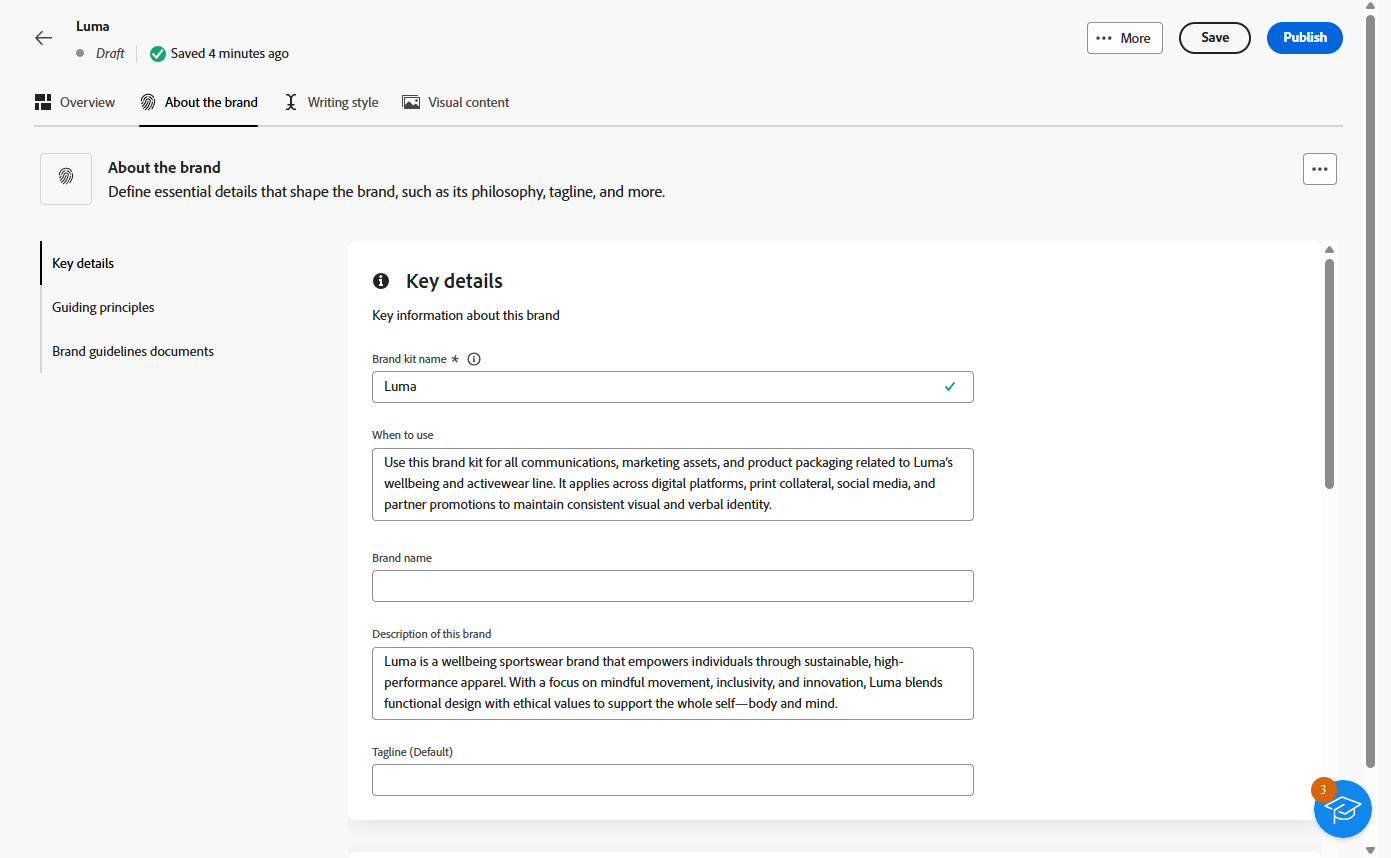 Luma
Draft
Saved 4 minutes ago
More
Save
Publish
Overview
About the brand
Writing style
Visual content
About the brand
Define essential details that shape the brand, such as its philosophy, tagline, and more.
Key details
Guiding principles
Brand guidelines documents
Key details
Key information about this brand
Brand kit name *
Luma
When to use
Use this brand kit for all communications, marketing assets, and product packaging related to Luma's
wellbeing and activewear line. It applies across digital platforms, print collateral, social media, and
partner promotions to maintain consistent visual and verbal identity.
Brand name
Description of this brand
Luma is a wellbeing sportswear brand that empowers individuals through sustainable, high-
performance apparel. With a focus on mindful movement, inclusivity, and innovation, Luma blends
functional design with ethical values to support the whole self—body and mind.
Tagline (Default)
3